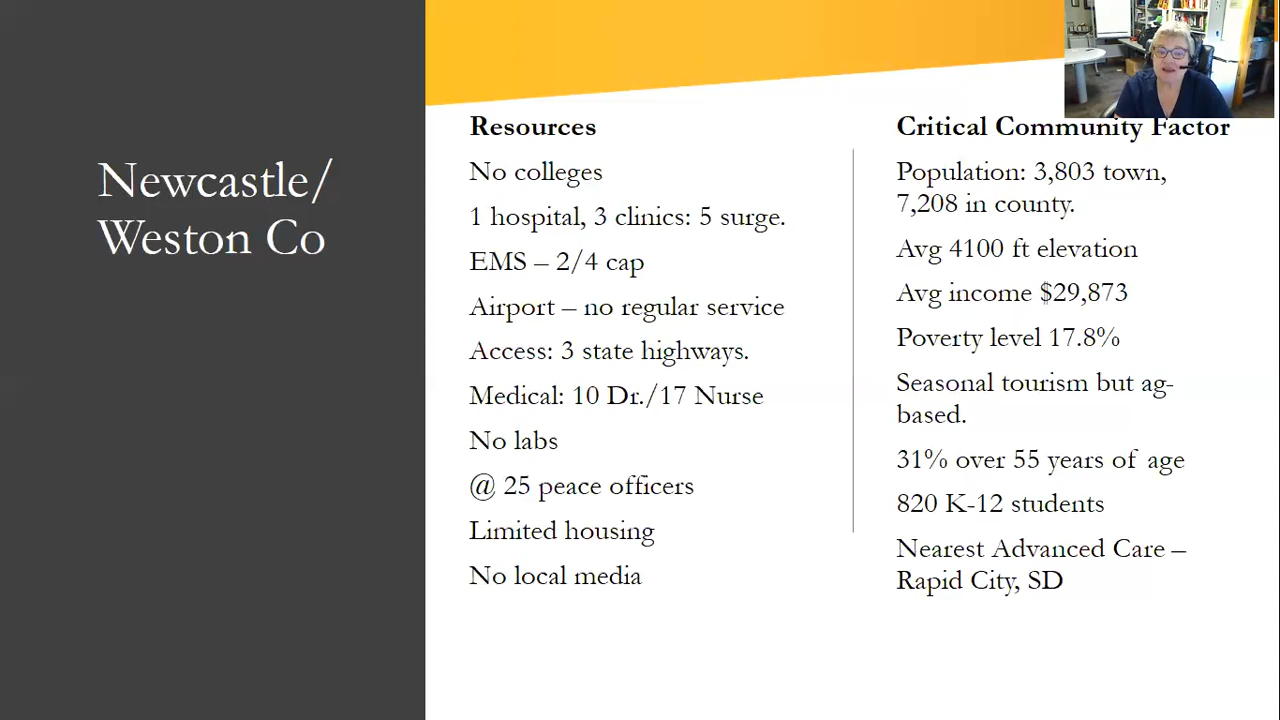 Newcastle/
Weston Co
Resources
No colleges
1 hospital, 3 clinics: 5 surge.
EMS – 2/4 cap
Airport – no regular service
Access: 3 state highways.
Medical: 10 Dr./17 Nurse
No labs
@ 25 peace officers
Limited housing
No local media
Critical Community Factor
Population: 3,803 town,
7,208 in county.
Avg 4100 ft elevation
Avg income $29,873
Poverty level 17.8%
Seasonal tourism but ag-
based.
31% over 55 years of age
820 K-12 students
Nearest Advanced Care –
Rapid City, SD